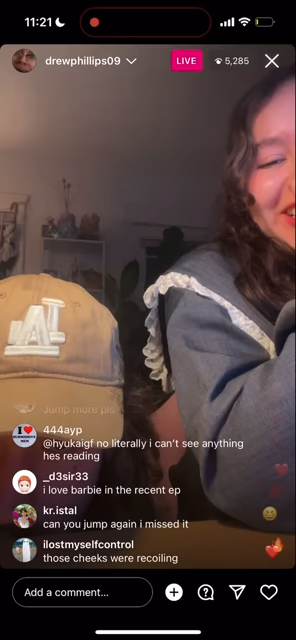 11:21
drewphillips09
LIVE
5,285
A
Jump more pls
I ♥
444ayp
@hyukaigf no literally i can't see anything
hes reading
_d3sir33
i love barbie in the recent ep
kr.istal
can you jump again i missed it
ilostmyselfcontrol
those cheeks were recoiling
Add a comment...